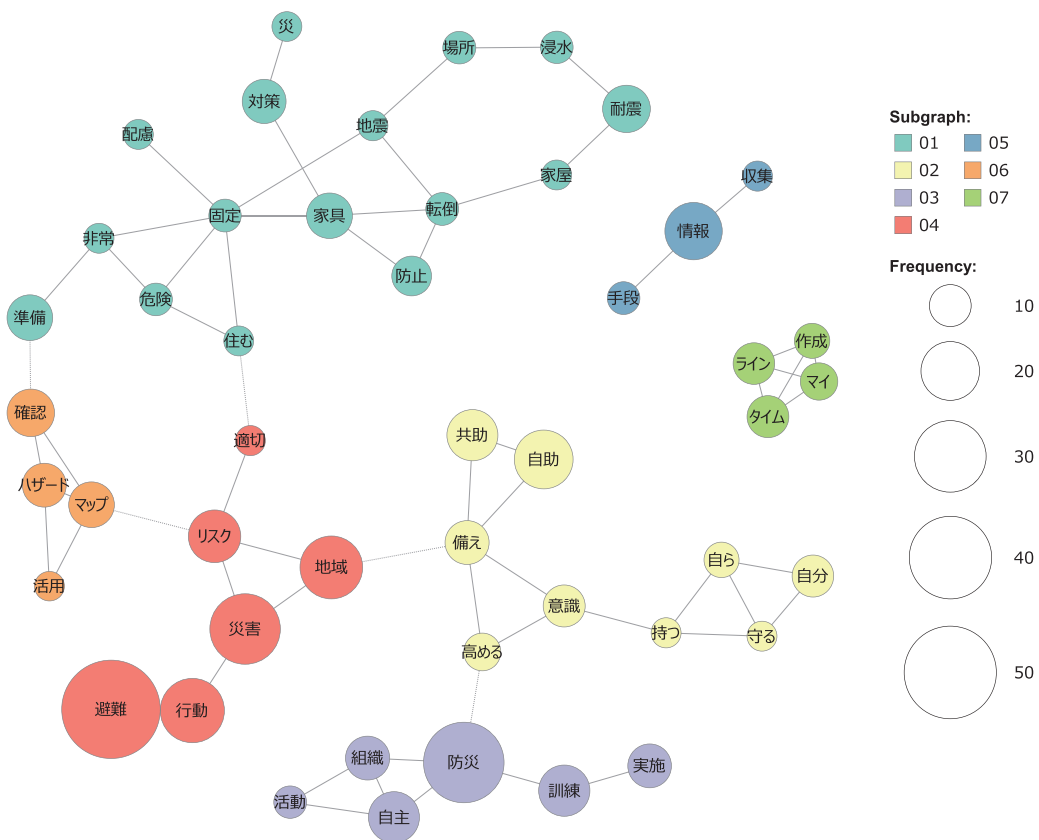 災
場所
浸水
対策
耐震
地震
配慮
家屋
収集
転倒
家具
固定
情報
非常
防止
危険
手段
準備
住む
作成
ライン
マイ
確認
タイム
共助
適切
自助
ハザード
マップ
リスク
備え
自ら
地域
自分
活用
意識
災害
持つ
守る
高める
避難
行動
組織
防災
実施
訓練
活動
自主
Subgraph:
01
05
02
06
03
07
04
Frequency:
10
20
30
40
50